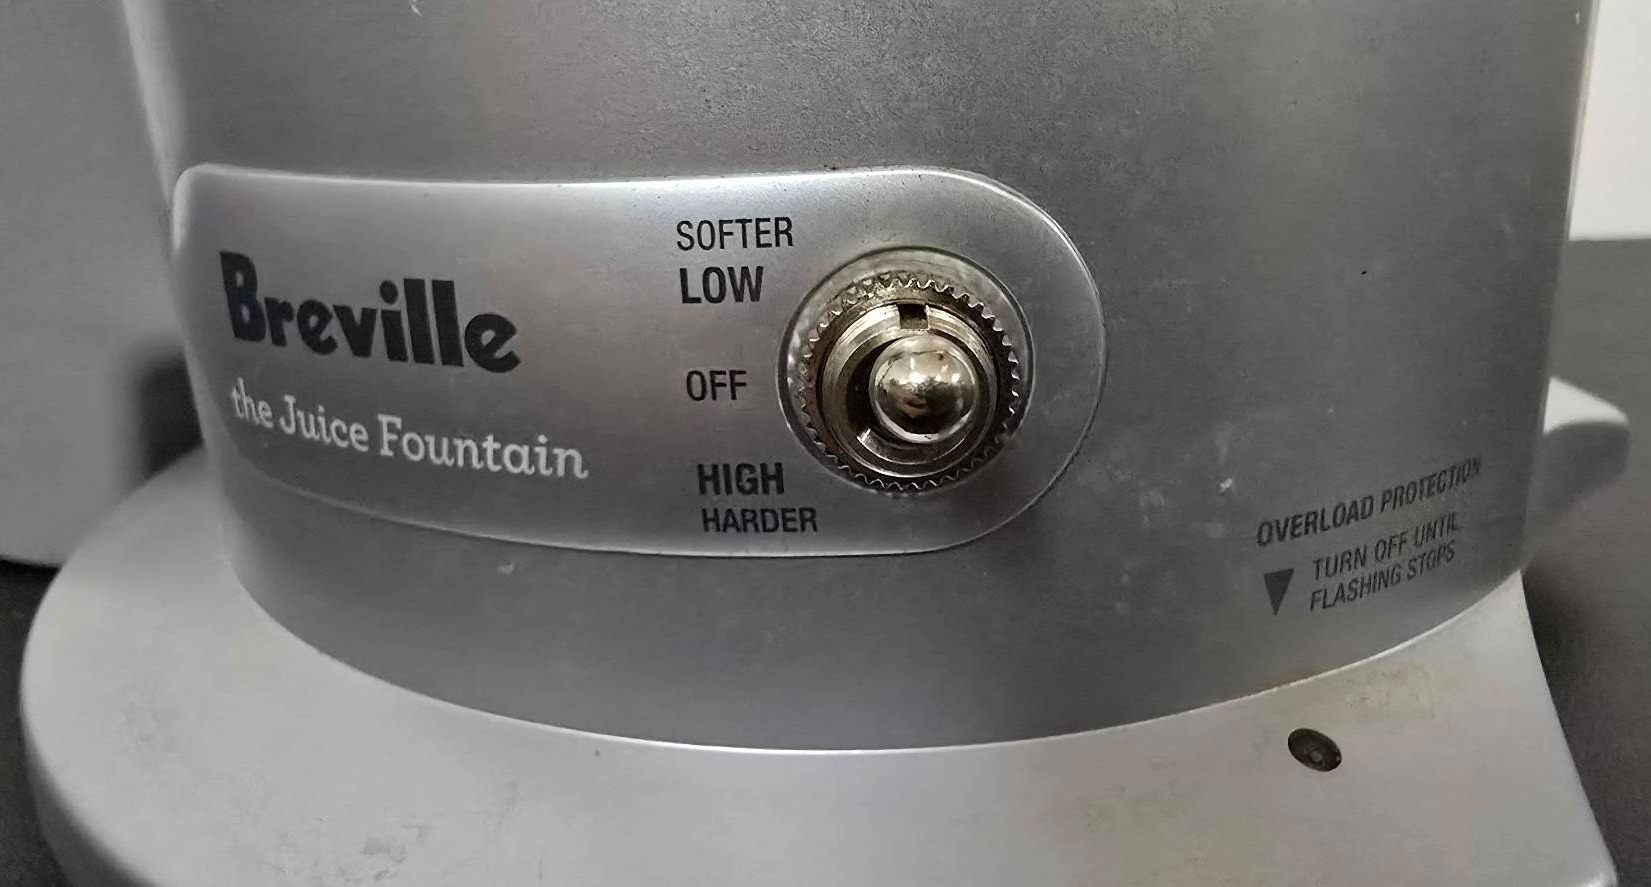 Breville
the Juice Fountain
SOFTER
LOW
OFF
HIGH
HARDER
OVERLOAD PROTECTION
TURN OFF UNTIL
FLASHING STOPS